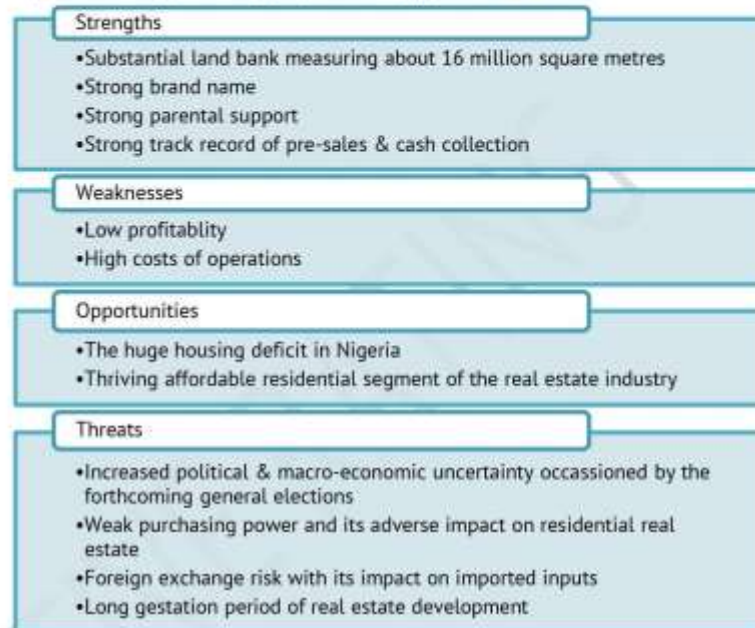 Strengths
•Substantial land bank measuring about 16 million square metres
•Strong brand name
•Strong parental support
•Strong track record of pre-sales & cash collection
Weaknesses
•Low profitablity
•High costs of operations
Opportunities
•The huge housing deficit in Nigeria
•Thriving affordable residential segment of the real estate industry
Threats
•Increased political & macro-economic uncertainty occassioned by the
forthcoming general elections
•Weak purchasing power and its adverse impact on residential real
estate
•Foreign exchange risk with its impact on imported inputs
•Long gestation period of real estate development